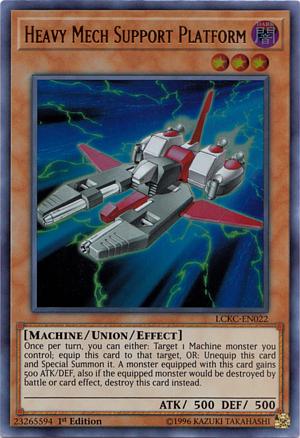 HEAVY MECH SUPPORT PLATFORM
DARK
闇
LCKC-EN022
[MACHINE/UNION/EFFECT]
Once per turn, you can either: Target 1 Machine monster you
control; equip this card to that target, OR: Unequip this card
and Special Summon it. A monster equipped with this card gains
500 ATK/DEF, also if the equipped monster would be destroyed by
battle or card effect, destroy this card instead.
ATK/ 500 DEF/ 500
23265594 1st Edition ©1996 KAZUKI TAKAHASHI